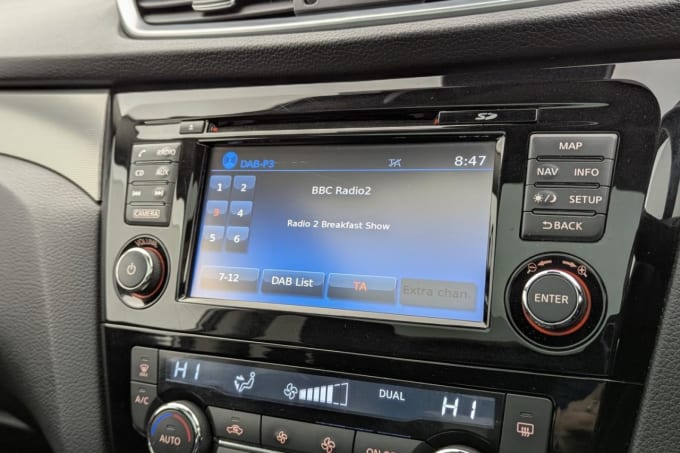 SD
RADIO
CD AUX
CAMERA
VOLUME
DAB-P3 TA 8:47
BBC Radio2
Radio 2 Breakfast Show
1 2
3 4
5 6
7-12 DAB List TA Extra chan.
MAP
NAV INFO
SETUP
BACK
ENTER
HI DUAL HI
A/C
AUTO